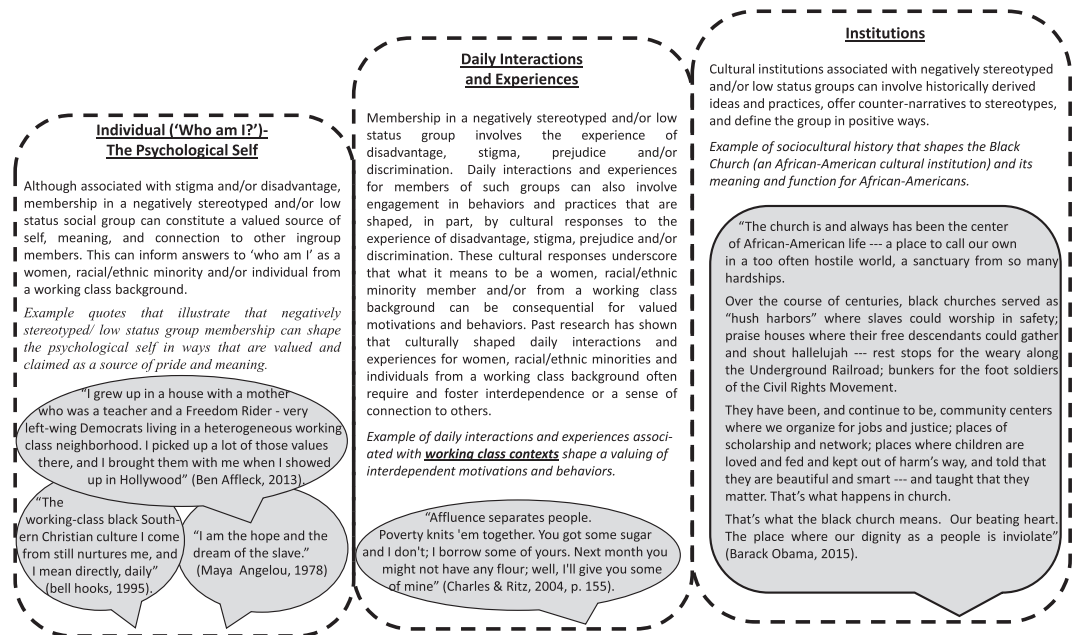 Individual (‘Who am I?’)-
The Psychological Self
Although associated with stigma and/or disadvantage,
membership in a negatively stereotyped and/or low
status social group can constitute a valued source of
self, meaning, and connection to other ingroup
members. This can inform answers to ‘who am I’ as a
women, racial/ethnic minority and/or individual from
a working class background.
Example quotes that illustrate that negatively
stereotyped/ low status group membership can shape
the psychological self in ways that are valued and
claimed as a source of pride and meaning.
“I grew up in a house with a mother
who was a teacher and a Freedom Rider - very
left-wing Democrats living in a heterogeneous working
class neighborhood. I picked up a lot of those values
there, and I brought them with me when I showed
up in Hollywood” (Ben Affleck, 2013).
“The
working-class black South-
ern Christian culture I come
from still nurtures me, and
I mean directly, daily”
(bell hooks, 1995).
“I am the hope and the
dream of the slave.”
(Maya Angelou, 1978)
Daily Interactions
and Experiences
Membership in a negatively stereotyped and/or low
status group involves the experience of
disadvantage, stigma, prejudice and/or
discrimination. Daily interactions and experiences
for members of such groups can also involve
engagement in behaviors and practices that are
shaped, in part, by cultural responses to the
experience of disadvantage, stigma, prejudice and/or
discrimination. These cultural responses underscore
that what it means to be a women, racial/ethnic
minority member and/or from a working class
background can be consequential for valued
motivations and behaviors. Past research has shown
that culturally shaped daily interactions and
experiences for women, racial/ethnic minorities and
individuals from a working class background often
require and foster interdependence or a sense of
connection to others.
Example of daily interactions and experiences associ-
ated with working class contexts shape a valuing of
interdependent motivations and behaviors.
“Affluence separates people.
Poverty knits 'em together. You got some sugar
and I don't; I borrow some of yours. Next month you
might not have any flour; well, I'll give you some
of mine” (Charles & Ritz, 2004, p. 155).
Institutions
Cultural institutions associated with negatively stereotyped
and/or low status groups can involve historically derived
ideas and practices, offer counter-narratives to stereotypes,
and define the group in positive ways.
Example of sociocultural history that shapes the Black
Church (an African-American cultural institution) and its
meaning and function for African-Americans.
“The church is and always has been the center
of African-American life --- a place to call our own
in a too often hostile world, a sanctuary from so many
hardships.
Over the course of centuries, black churches served as
“hush harbors” where slaves could worship in safety;
praise houses where their free descendants could gather
and shout hallelujah --- rest stops for the weary along
the Underground Railroad; bunkers for the foot soldiers
of the Civil Rights Movement.
They have been, and continue to be, community centers
where we organize for jobs and justice; places of
scholarship and network; places where children are
loved and fed and kept out of harm’s way, and told that
they are beautiful and smart --- and taught that they
matter. That’s what happens in church.
That’s what the black church means. Our beating heart.
The place where our dignity as a people is inviolate”
(Barack Obama, 2015).